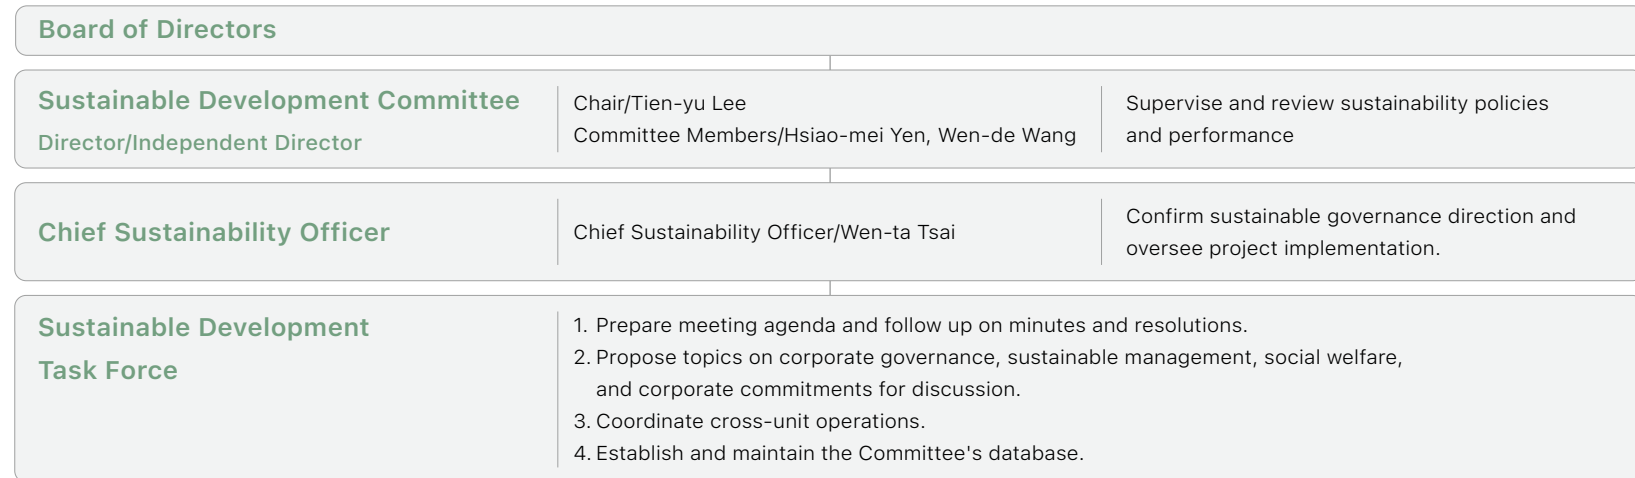 Board of Directors
Sustainable Development Committee
Director/Independent Director
Chair/Tien-yu Lee
Committee Members/Hsiao-mei Yen, Wen-de Wang
Supervise and review sustainability policies
and performance
Chief Sustainability Officer
Chief Sustainability Officer/Wen-ta Tsai
Confirm sustainable governance direction and
oversee project implementation.
Sustainable Development
Task Force
1. Prepare meeting agenda and follow up on minutes and resolutions.
2. Propose topics on corporate governance, sustainable management, social welfare,
and corporate commitments for discussion.
3. Coordinate cross-unit operations.
4. Establish and maintain the Committee's database.